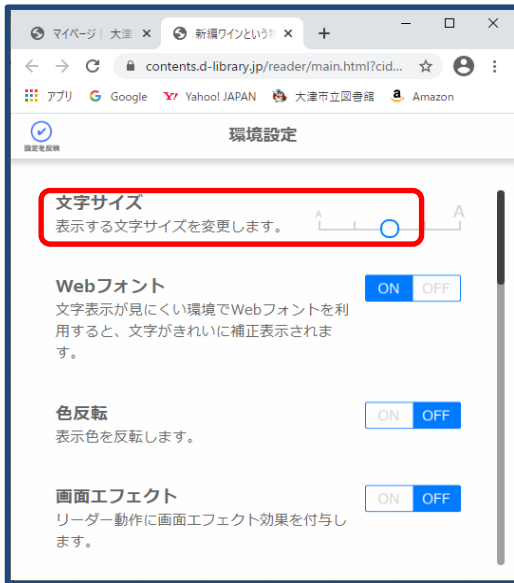 マイページ | 大津
新編ワインという
contents.d-library.jp/reader/main.html?cid...
アプリ Google Yahoo! JAPAN 大津市立図書館 Amazon
設定を反映
環境設定
文字サイズ
表示する文字サイズを変更します。
A A
Webフォント
ON OFF
文字表示が見にくい環境でWebフォントを利
用すると、文字がきれいに補正表示されま
す。
色反転
ON OFF
表示色を反転します。
画面エフェクト
ON OFF
リーダー動作に画面エフェクト効果を付与し
ます。